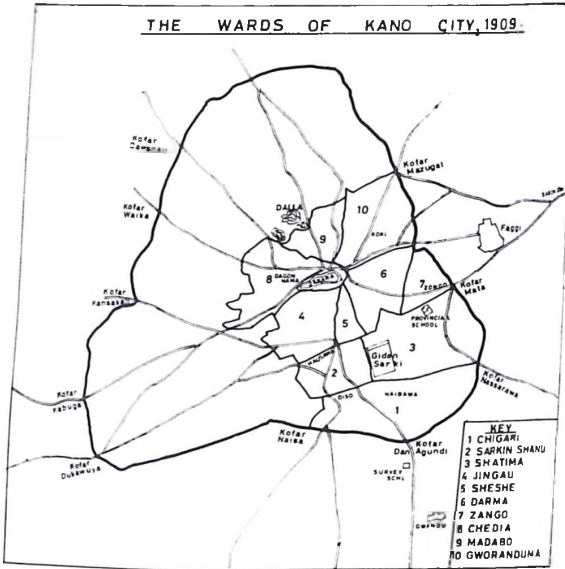 THE WARDS OF KANO CITY, 1909
Kofar
Mazugal
Kofar
Waika
DALLA
10
9
KOKI
Faggi
8
DAGON
NAMA
6
7
ZONGO
Kofar
Mata
Kofar
Kansakali
4
5
PROVINCIAL
SCHOOL
3
Gidan
Sarki
2
Kofar
Nassarawa
DISO
NAIBAWA
1
Kofar
Kabuga
Kofar
Naisa
Kofar
Dan Agundi
Kofar
Dukawuya
SURVEY
SCHL
KEY
1 CHIGARI
2 SARKIN SHANU
3 SHATIMA
4 JINGAU
5 SHESHE
6 DARMA
7 ZANGO
8 CHEDIA
9 MADABO
10 GWORANDUMA